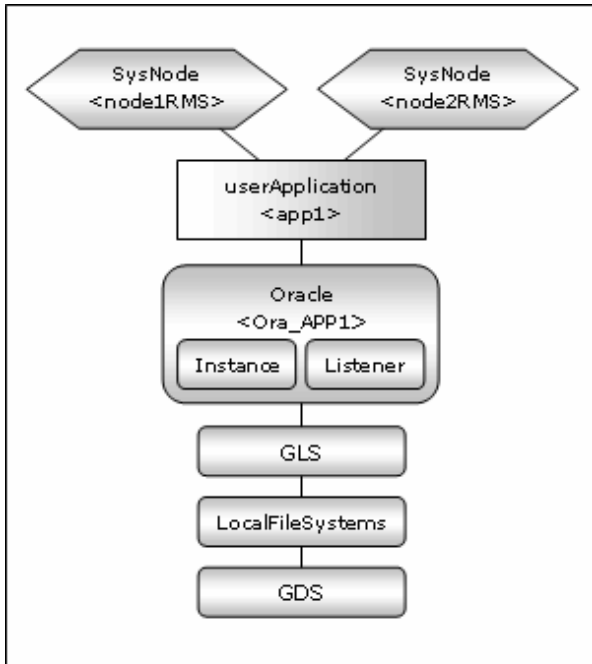 SysNode
<node1RMS>
SysNode
<node2RMS>
userApplication
<app1>
Oracle
<Ora_APP1>
Instance
Listener
GLS
LocalFileSystems
GDS